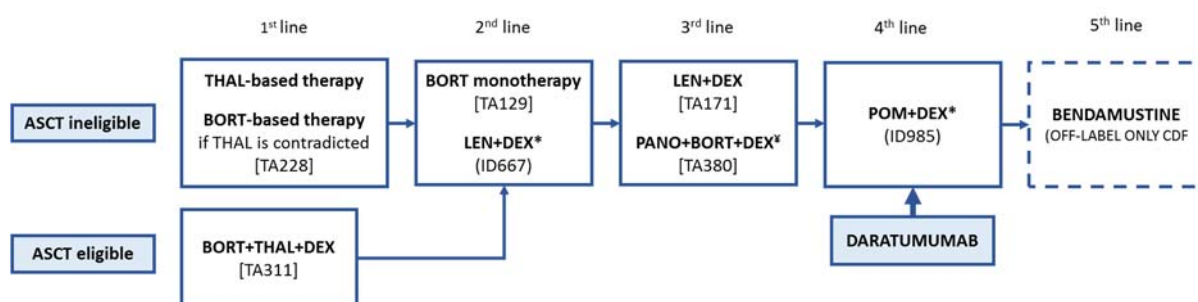 1st line
2nd line
3rd line
4th line
5th line
ASCT ineligible
THAL-based therapy
BORT-based therapy
if THAL is contradicted
[TA228]
BORT monotherapy
[TA129]
LEN+DEX*
(ID667)
LEN+DEX
[TA171]
PANO+BORT+DEX¥
[TA380]
POM+DEX*
(ID985)
BENDAMUSTINE
(OFF-LABEL ONLY CDF
ASCT eligible
BORT+THAL+DEX
[TA311]
DARATUMUMAB